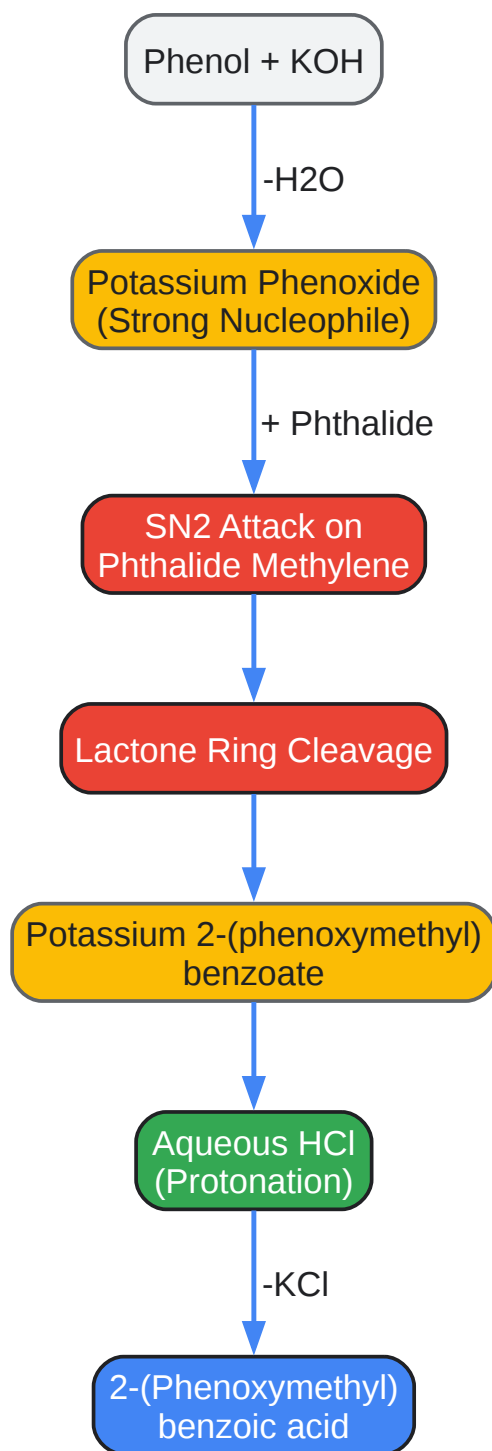 Phenol + KOH
-H2O
Potassium Phenoxide
(Strong Nucleophile)
+ Phthalide
SN2 Attack on
Phthalide Methylene
Lactone Ring Cleavage
Potassium 2-(phenoxymethyl)
benzoate
Aqueous HCl
(Protonation)
-KCl
2-(Phenoxymethyl)
benzoic acid